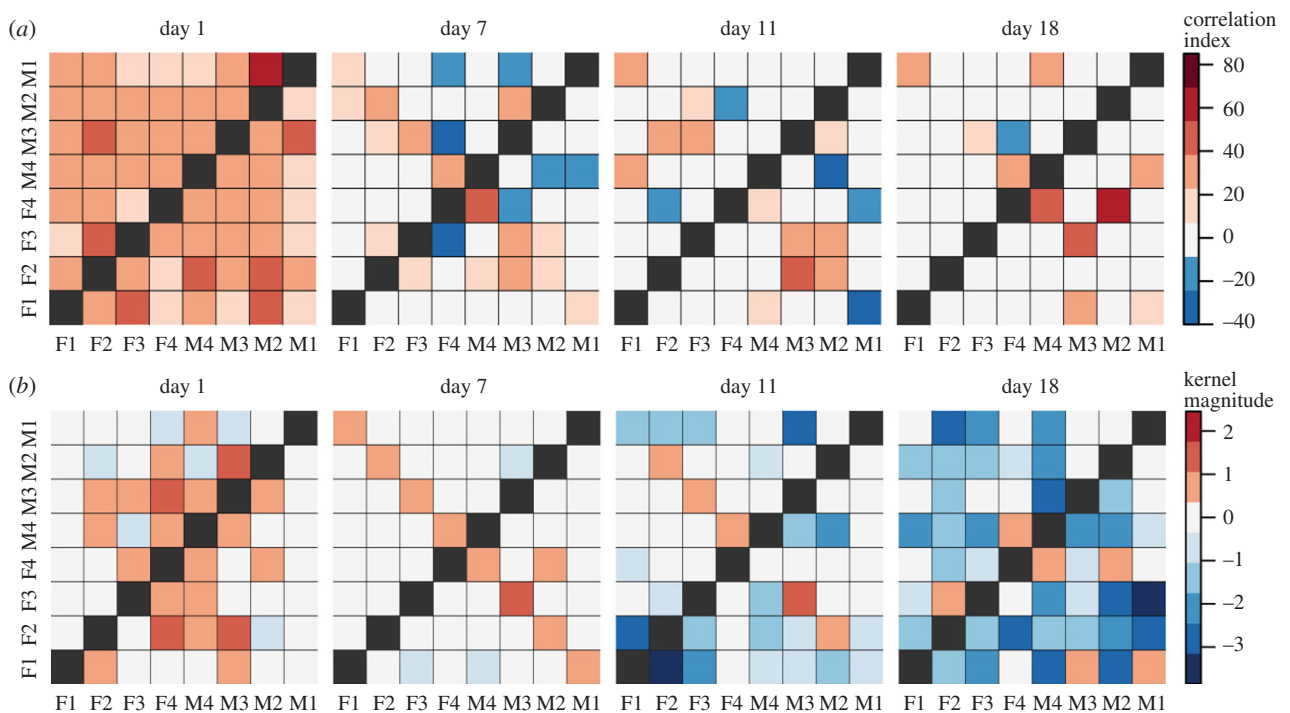 (a) day 1 day 7 day 11 day 18 correlation
index
M1 80
M2 60
M3 40
M4 20
F4 0
F3 –20
F2 –40
F1
F1 F2 F3 F4 M4 M3 M2 M1 F1 F2 F3 F4 M4 M3 M2 M1 F1 F2 F3 F4 M4 M3 M2 M1 F1 F2 F3 F4 M4 M3 M2 M1
(b) day 1 day 7 day 11 day 18 kernel
magnitude
M1 2
M2 1
M3 0
M4 –1
F4 –2
F3 –3
F2
F1
F1 F2 F3 F4 M4 M3 M2 M1 F1 F2 F3 F4 M4 M3 M2 M1 F1 F2 F3 F4 M4 M3 M2 M1 F1 F2 F3 F4 M4 M3 M2 M1